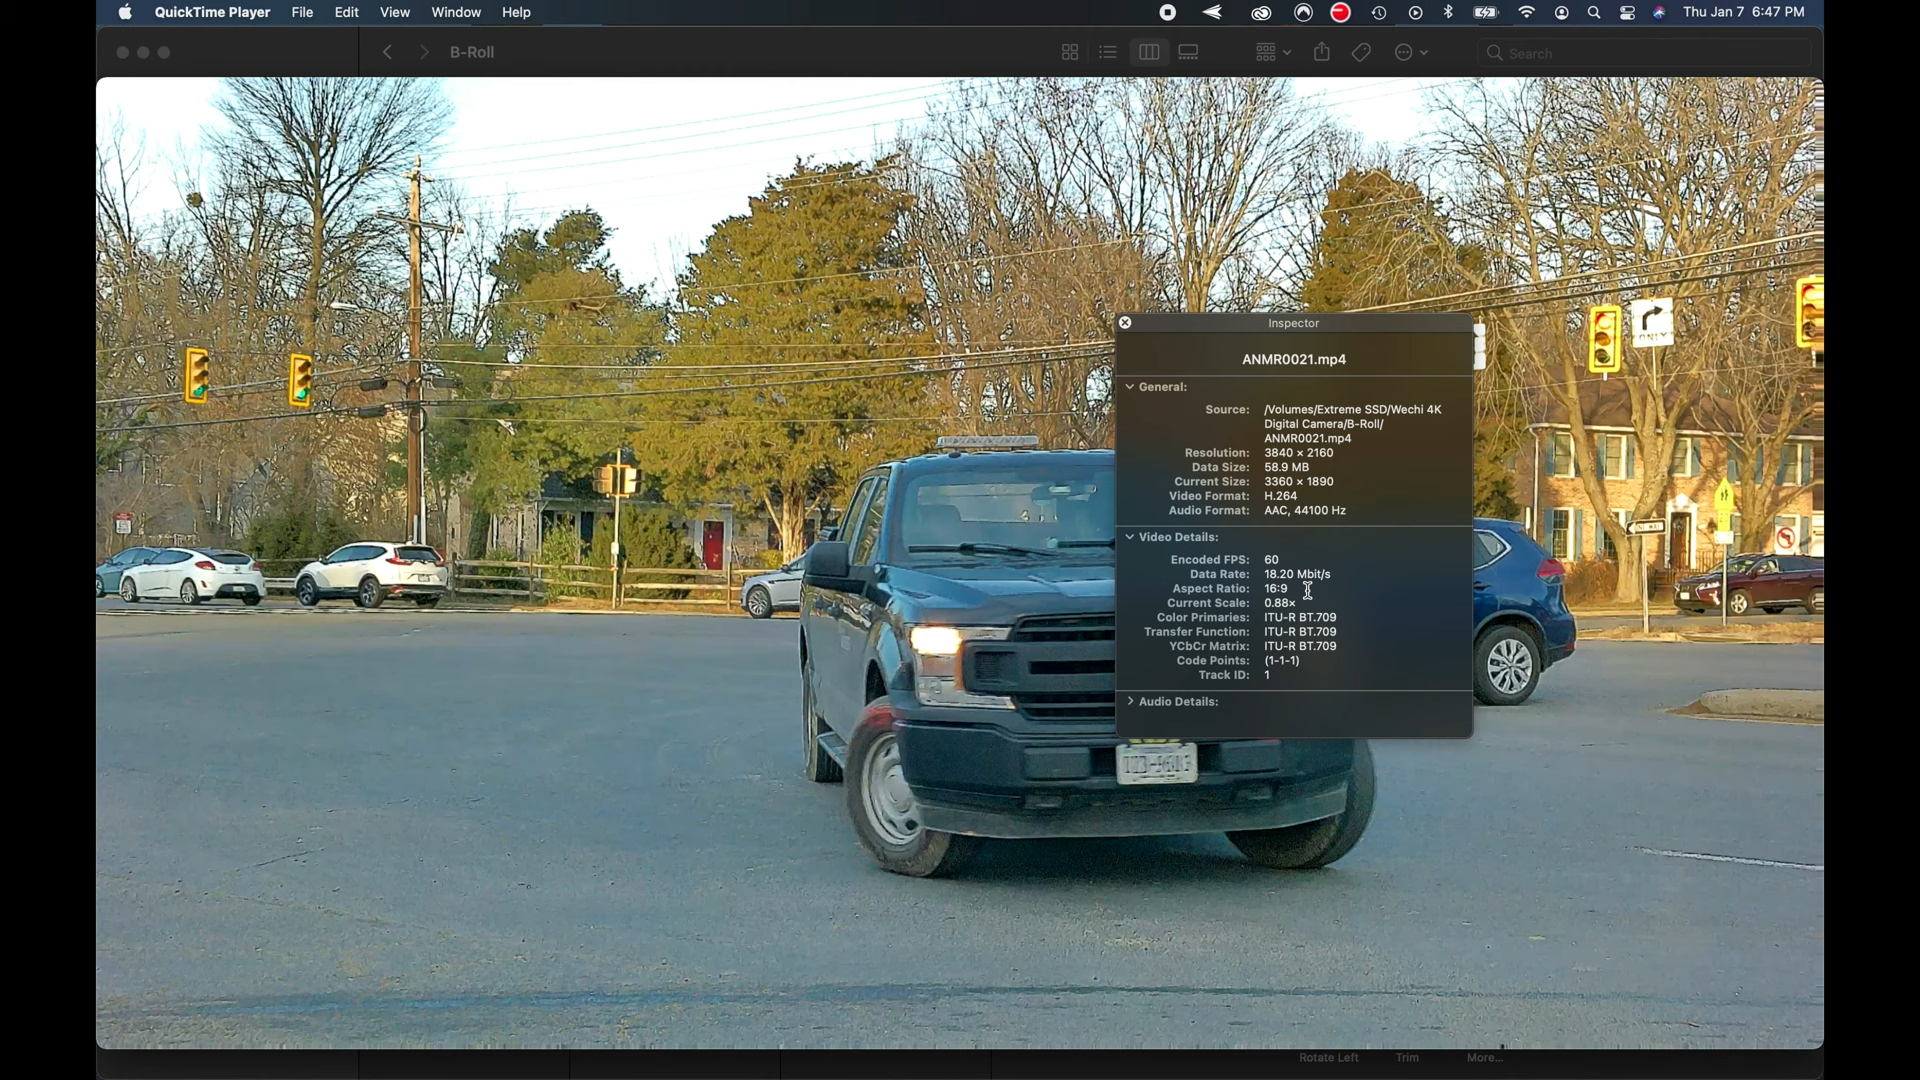 QuickTime Player File Edit View Window Help Thu Jan 7 6:47 PM
B-Roll Search
Inspector
ANMR0021.mp4
General:
Source: /Volumes/Extreme SSD/Wechi 4K
Digital Camera/B-Roll/
ANMR0021.mp4
Resolution: 3840 × 2160
Data Size: 58.9 MB
Current Size: 3360 × 1890
Video Format: H.264
Audio Format: AAC, 44100 Hz
Video Details:
Encoded FPS: 60
Data Rate: 18.20 Mbit/s
Aspect Ratio: 16:9
Current Scale: 0.88×
Color Primaries: ITU-R BT.709
Transfer Function: ITU-R BT.709
YCbCr Matrix: ITU-R BT.709
Code Points: (1-1-1)
Track ID: 1
Audio Details:
ONLY
ONE WAY
Rotate Left Trim More...